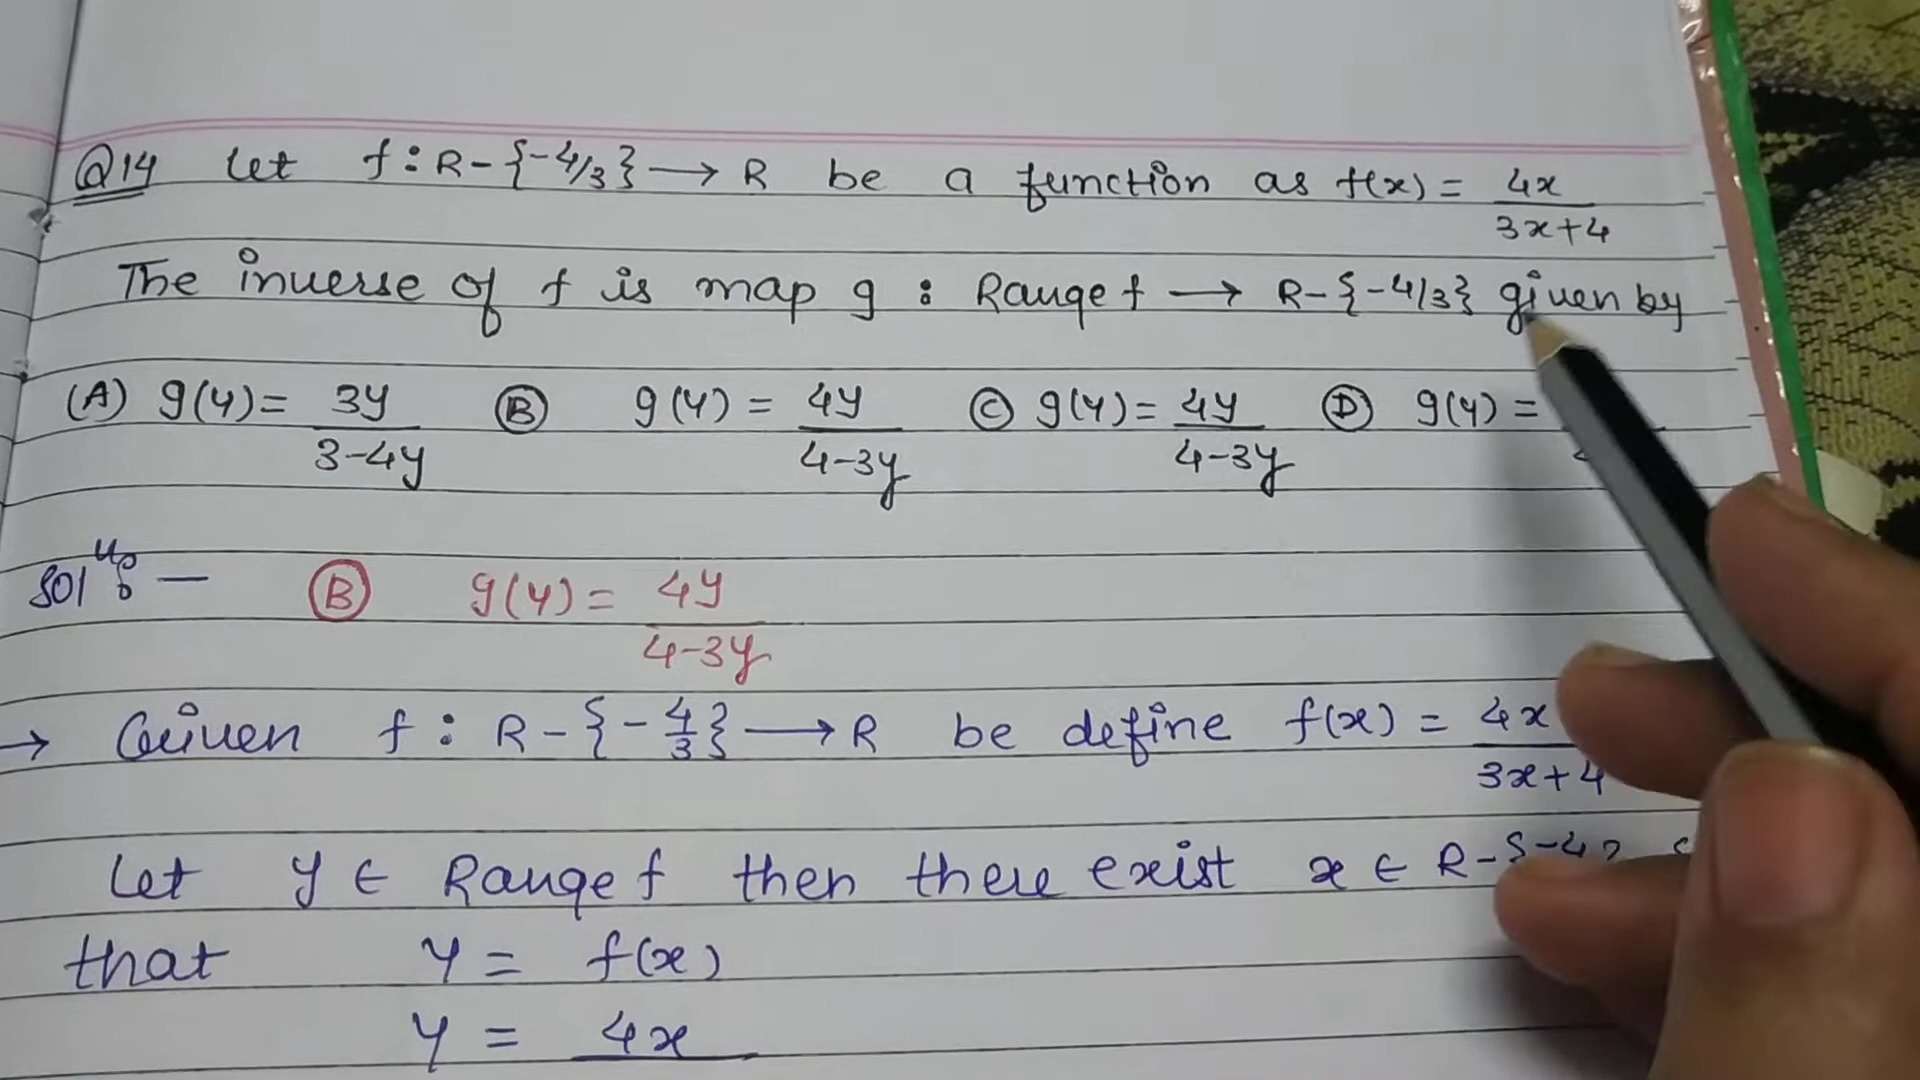 Q14 Let f : R - {-4/3} → R be a function as f(x) = 4x
3x+4
The inverse of f is map g : Range f → R - {-4/3} given by
(A) g(y) = 3y (B) g(y) = 4y (C) g(y) = 4y (D) g(y) =
3-4y 4-3y 4-3y
Solⁿ: — (B) g(y) = 4y
4-3y
→ Given f : R - {-4/3} → R be define f(x) = 4x
3x+4
Let y ∈ Range f then there exist x ∈ R - {-4
that y = f(x)
y = 4x